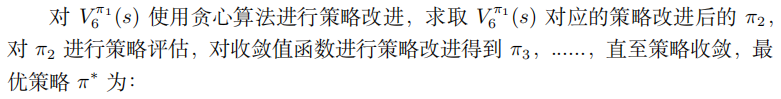 对 $V_6^{\pi_1}(s)$ 使用贪心算法进行策略改进，求取 $V_6^{\pi_1}(s)$ 对应的策略改进后的 $\pi_2$，
对 $\pi_2$ 进行策略评估，对收敛值函数进行策略改进得到 $\pi_3$，......，直至策略收敛，最
优策略 $\pi^*$ 为：